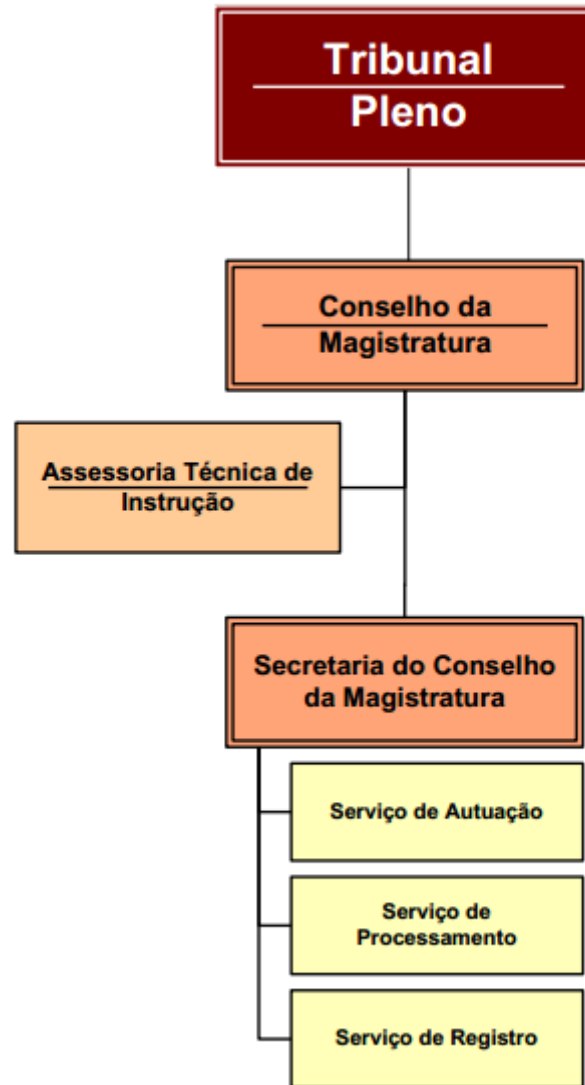 Tribunal
Pleno
Conselho da
Magistratura
Assessoria Técnica de
Instrução
Secretaria do Conselho
da Magistratura
Serviço de Autuação
Serviço de
Processamento
Serviço de Registro